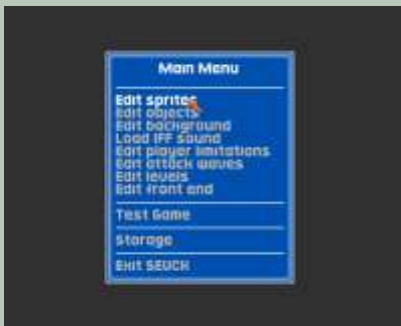 Main Menu
Edit sprites
Edit objects
Edit background
Load IFF sound
Edit player limitations
Edit attack waves
Edit levels
Edit front end
Test Game
Storage
Exit SEUCK